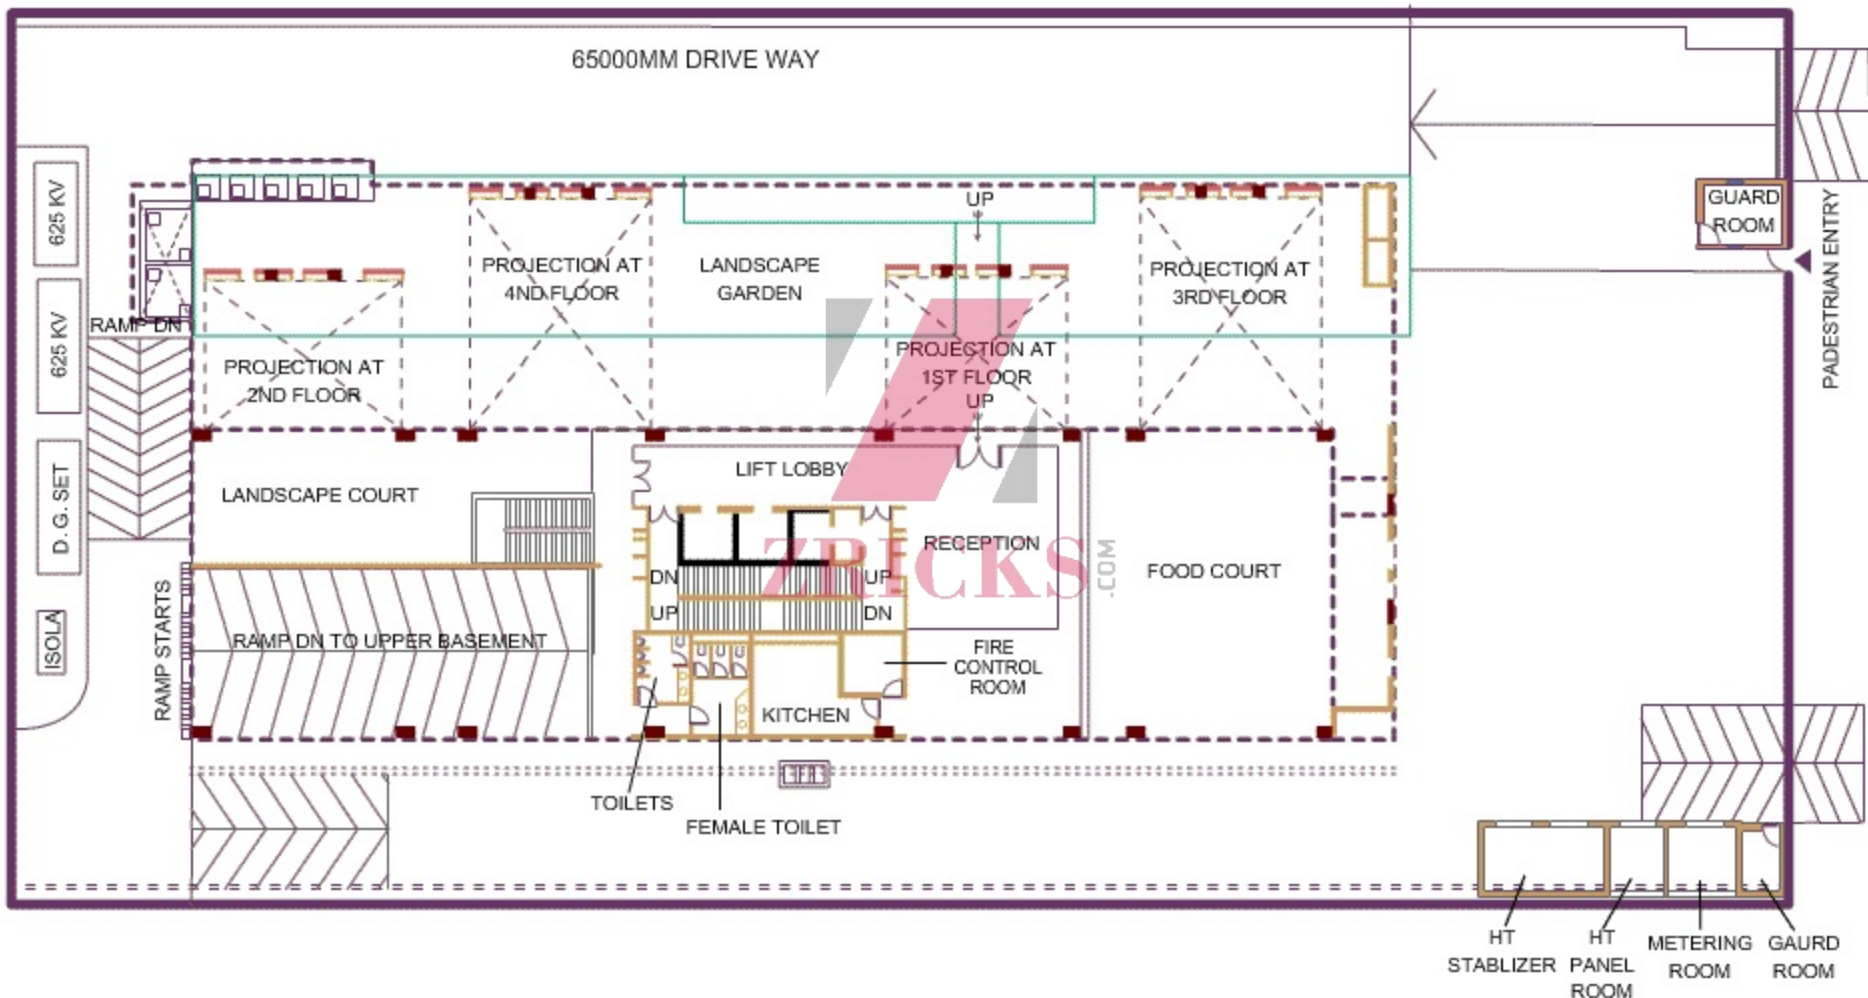 65000MM DRIVE WAY
625 KV
625 KV
D. G. SET
ISOLA
RAMP DN
RAMP STARTS
PROJECTION AT
2ND FLOOR
PROJECTION AT
4ND FLOOR
LANDSCAPE
GARDEN
UP
PROJECTION AT
1ST FLOOR
UP
PROJECTION AT
3RD FLOOR
GUARD
ROOM
PADESTRIAN ENTRY
LANDSCAPE COURT
LIFT LOBBY
RECEPTION
FOOD COURT
ZRICKS.COM
DN
UP
UP
DN
RAMP DN TO UPPER BASEMENT
FIRE
CONTROL
ROOM
KITCHEN
TOILETS
FEMALE TOILET
HT
STABLIZER
HT
PANEL
ROOM
METERING
ROOM
GAURD
ROOM